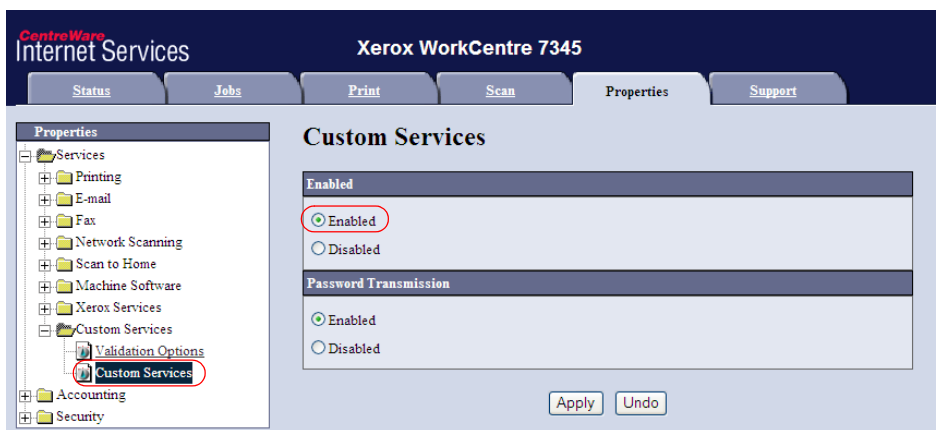 CentreWare
Internet Services
Xerox WorkCentre 7345
Status
Jobs
Print
Scan
Properties
Support
Properties
Services
Printing
E-mail
Fax
Network Scanning
Scan to Home
Machine Software
Xerox Services
Custom Services
Validation Options
Custom Services
Accounting
Security
Custom Services
Enabled
Enabled
Disabled
Password Transmission
Enabled
Disabled
Apply
Undo